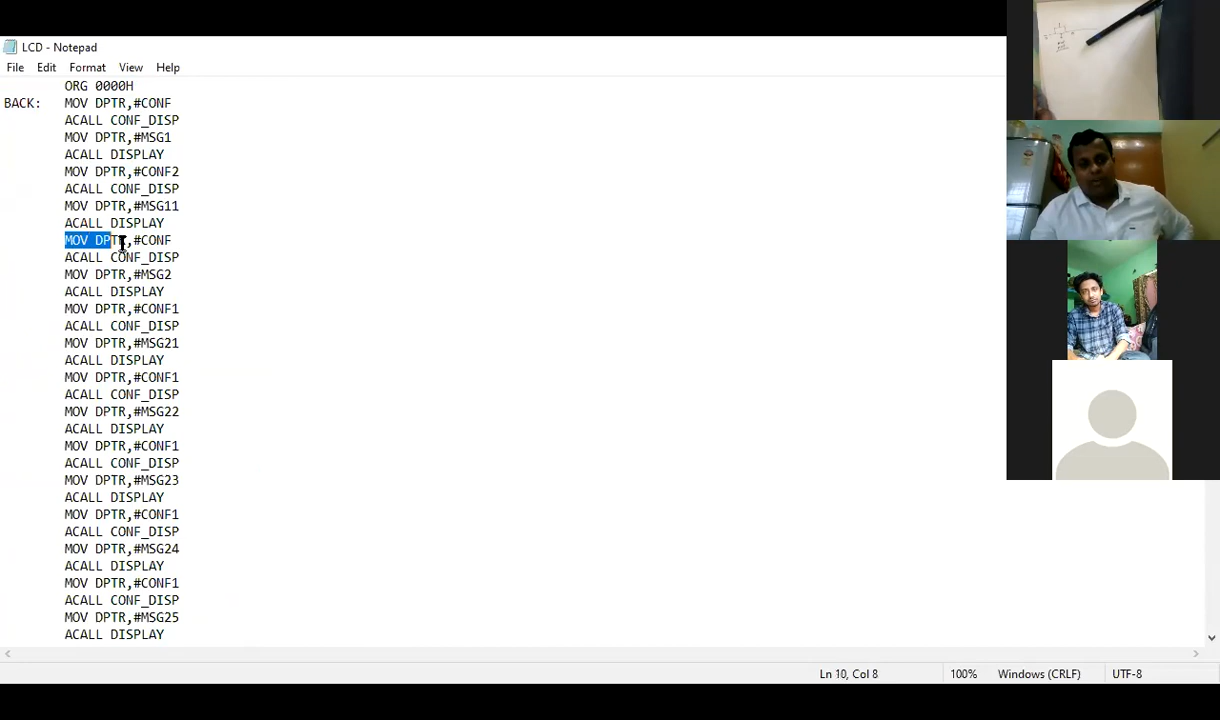 LCD - Notepad
File Edit Format View Help
ORG 0000H
BACK: MOV DPTR,#CONF
ACALL CONF_DISP
MOV DPTR,#MSG1
ACALL DISPLAY
MOV DPTR,#CONF2
ACALL CONF_DISP
MOV DPTR,#MSG11
ACALL DISPLAY
MOV DPTR,#CONF
ACALL CONF_DISP
MOV DPTR,#MSG2
ACALL DISPLAY
MOV DPTR,#CONF1
ACALL CONF_DISP
MOV DPTR,#MSG21
ACALL DISPLAY
MOV DPTR,#CONF1
ACALL CONF_DISP
MOV DPTR,#MSG22
ACALL DISPLAY
MOV DPTR,#CONF1
ACALL CONF_DISP
MOV DPTR,#MSG23
ACALL DISPLAY
MOV DPTR,#CONF1
ACALL CONF_DISP
MOV DPTR,#MSG24
ACALL DISPLAY
MOV DPTR,#CONF1
ACALL CONF_DISP
MOV DPTR,#MSG25
ACALL DISPLAY
Ln 10, Col 8 100% Windows (CRLF) UTF-8